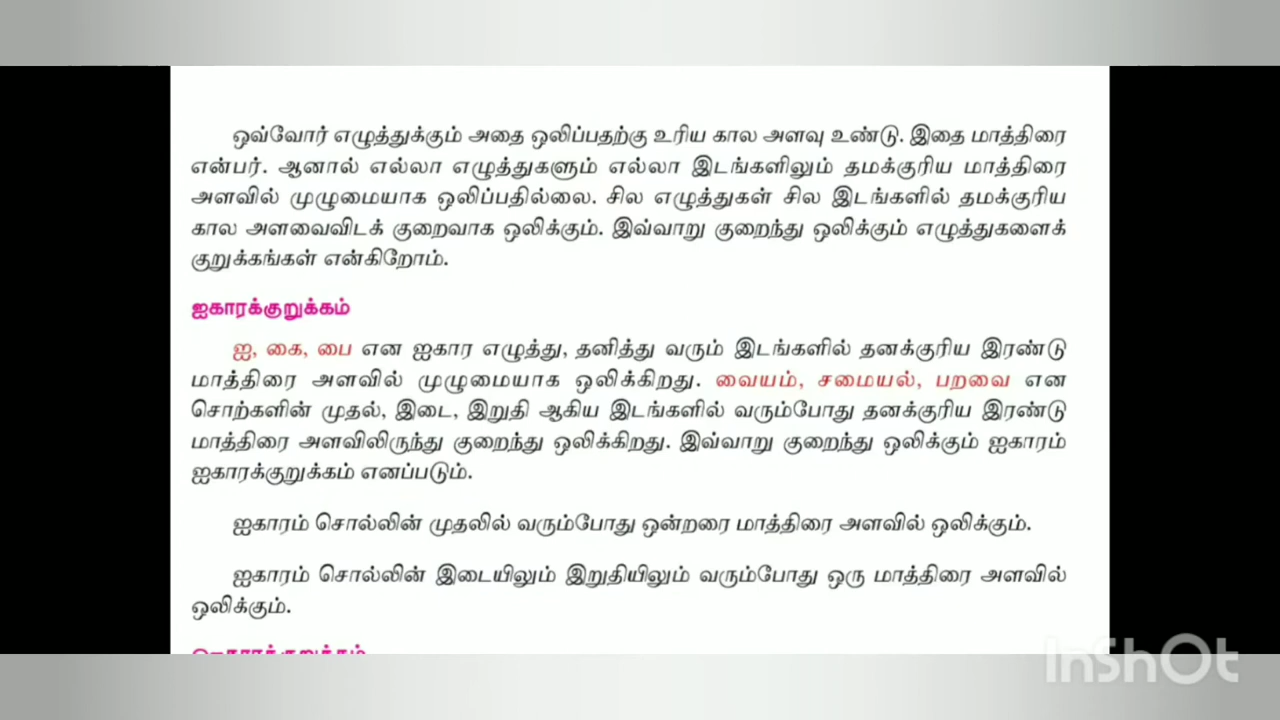 ஒவ்வோர் எழுத்துக்கும் அதை ஒலிப்பதற்கு உரிய கால அளவு உண்டு. இதை மாத்திரை
என்பர். ஆனால் எல்லா எழுத்துகளும் எல்லா இடங்களிலும் தமக்குரிய மாத்திரை
அளவில் முழுமையாக ஒலிப்பதில்லை. சில எழுத்துகள் சில இடங்களில் தமக்குரிய
கால அளவைவிடக் குறைவாக ஒலிக்கும். இவ்வாறு குறைந்து ஒலிக்கும் எழுத்துகளைக்
குறுக்கங்கள் என்கிறோம்.
ஐகாரக்குறுக்கம்
ஐ, கை, பை என ஐகார எழுத்து, தனித்து வரும் இடங்களில் தனக்குரிய இரண்டு
மாத்திரை அளவில் முழுமையாக ஒலிக்கிறது. வையம், சமையல், பறவை என
சொற்களின் முதல், இடை, இறுதி ஆகிய இடங்களில் வரும்போது தனக்குரிய இரண்டு
மாத்திரை அளவிலிருந்து குறைந்து ஒலிக்கிறது. இவ்வாறு குறைந்து ஒலிக்கும் ஐகாரம்
ஐகாரக்குறுக்கம் எனப்படும்.
ஐகாரம் சொல்லின் முதலில் வரும்போது ஒன்றரை மாத்திரை அளவில் ஒலிக்கும்.
ஐகாரம் சொல்லின் இடையிலும் இறுதியிலும் வரும்போது ஒரு மாத்திரை அளவில்
ஒலிக்கும்.
InShOt